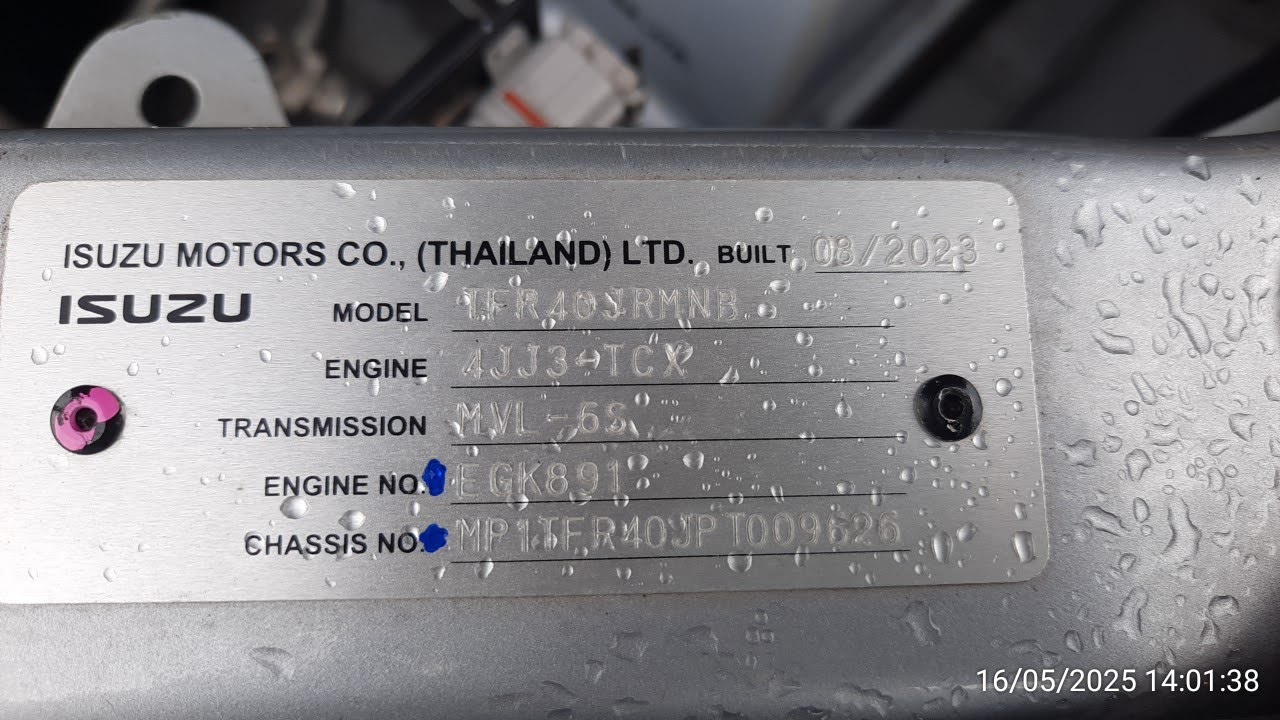 ISUZU MOTORS CO., (THAILAND) LTD. BUILT 08/2023
ISUZU MODEL TFR40JRMNB
ENGINE 4JJ3-TCX
TRANSMISSION MVL-6S
ENGINE NO. EGK891
CHASSIS NO. MP1TFR40JPT009626
16/05/2025 14:01:38